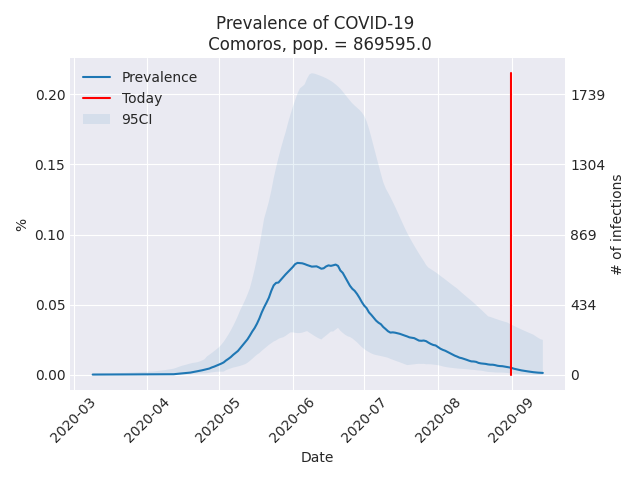 Prevalence of COVID-19
Comoros, pop. = 869595.0
Prevalence
Today
95CI
0.20
0.15
0.10
0.05
0.00
%
1739
1304
869
434
0
# of infections
2020-03
2020-04
2020-05
2020-06
2020-07
2020-08
2020-09
Date